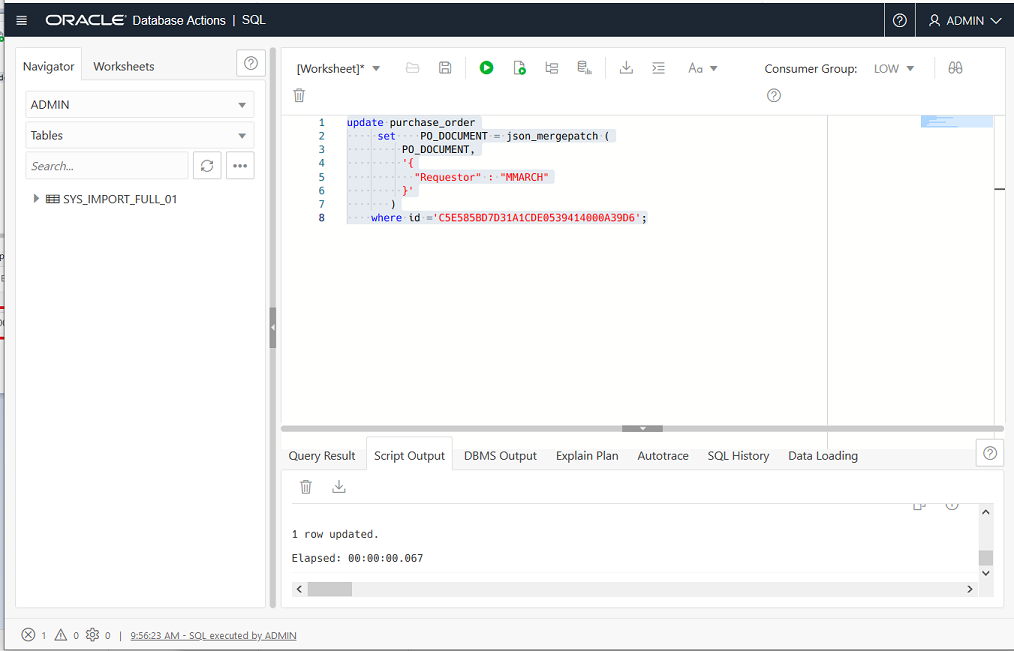 ORACLE Database Actions | SQL
ADMIN
Navigator Worksheets
ADMIN
Tables
Search...
SYS_IMPORT_FULL_01
[Worksheet]* Aa Consumer Group: LOW
1 update purchase_order
2 set PO_DOCUMENT = json_mergepatch (
3 PO_DOCUMENT,
4 '{
5 "Requestor" : "MMARCH"
6 }'
7 )
8 where id ='C5E585BD7D31A1CDE0539414000A39D6';
Query Result Script Output DBMS Output Explain Plan Autotrace SQL History Data Loading
1 row updated.
Elapsed: 00:00:00.067
1 0 0 | 9:56:23 AM - SQL executed by ADMIN